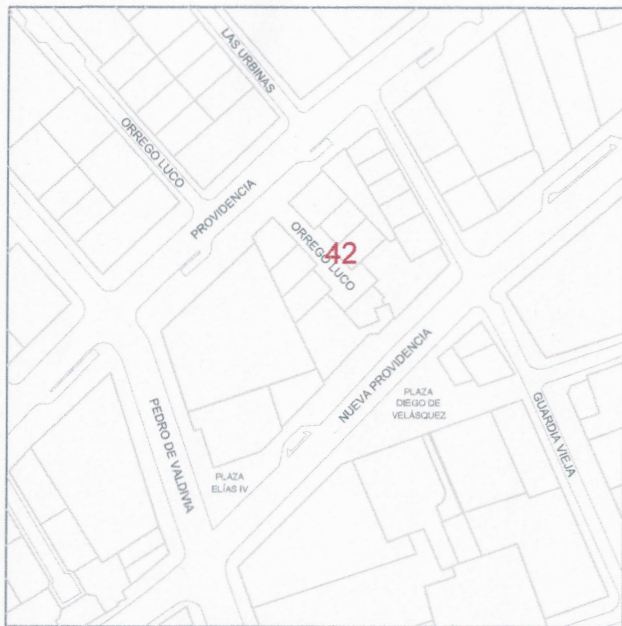 LAS URBINAS
ORREGO LUCO
PROVIDENCIA
ORREGO LUCO
42
NUEVA PROVIDENCIA
PLAZA
DIEGO DE
VELÁSQUEZ
GUARDIA VIEJA
PEDRO DE VALDIVIA
PLAZA
ELÍAS IV